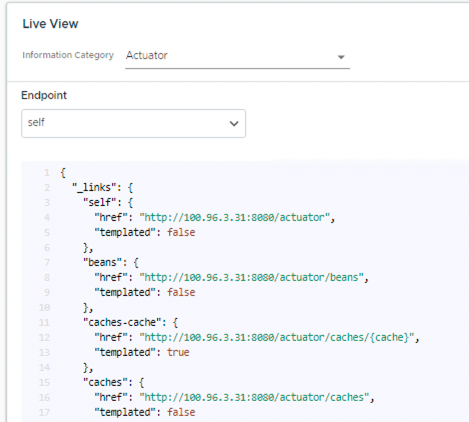 Live View
Information Category Actuator
Endpoint
self
1 {
2 "_links": {
3 "self": {
4 "href": "http://100.96.3.31:8080/actuator",
5 "templated": false
6 },
7 "beans": {
8 "href": "http://100.96.3.31:8080/actuator/beans",
9 "templated": false
10 },
11 "caches-cache": {
12 "href": "http://100.96.3.31:8080/actuator/caches/{cache}",
13 "templated": true
14 },
15 "caches": {
16 "href": "http://100.96.3.31:8080/actuator/caches",
17 "templated": false